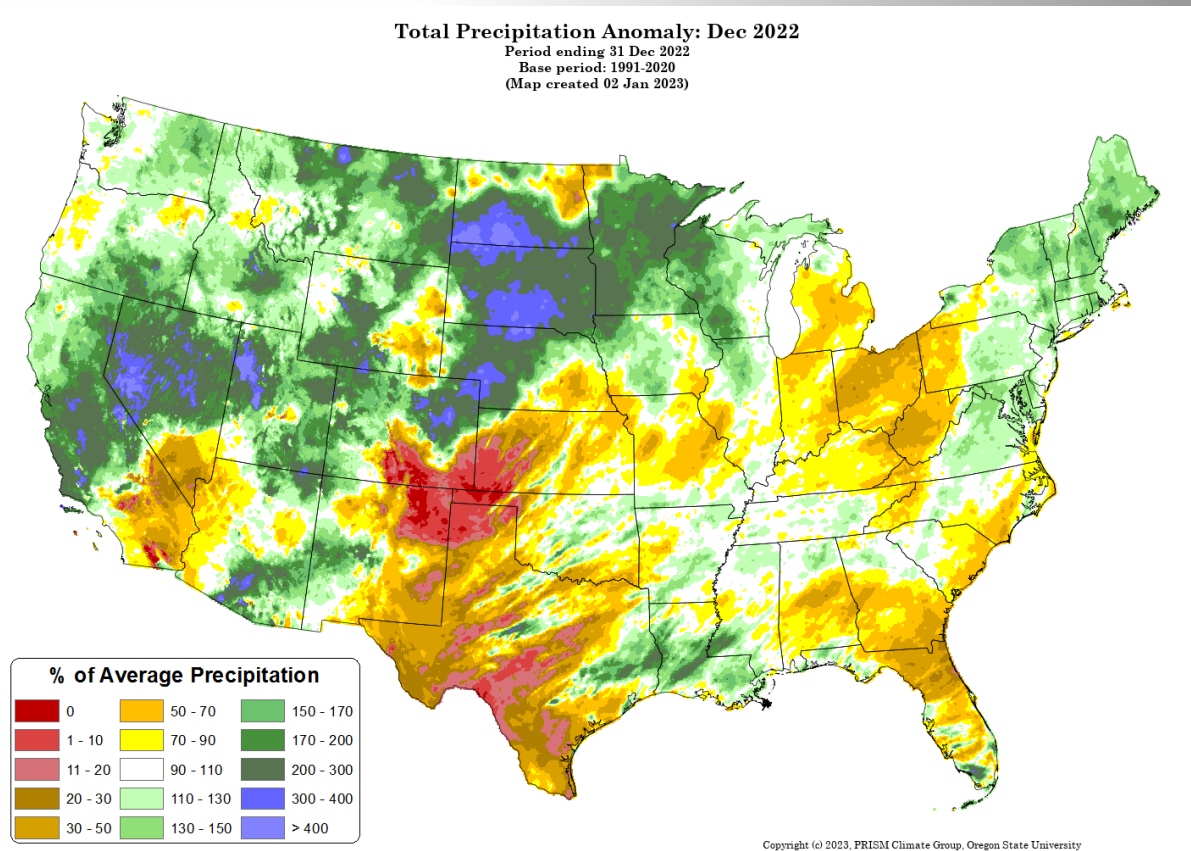 Total Precipitation Anomaly: Dec 2022
Period ending 31 Dec 2022
Base period: 1991-2020
(Map created 02 Jan 2023)
% of Average Precipitation
0
50 - 70
150 - 170
1 - 10
70 - 90
170 - 200
11 - 20
90 - 110
200 - 300
20 - 30
110 - 130
300 - 400
30 - 50
130 - 150
> 400
Copyright (c) 2023, PRISM Climate Group, Oregon State University